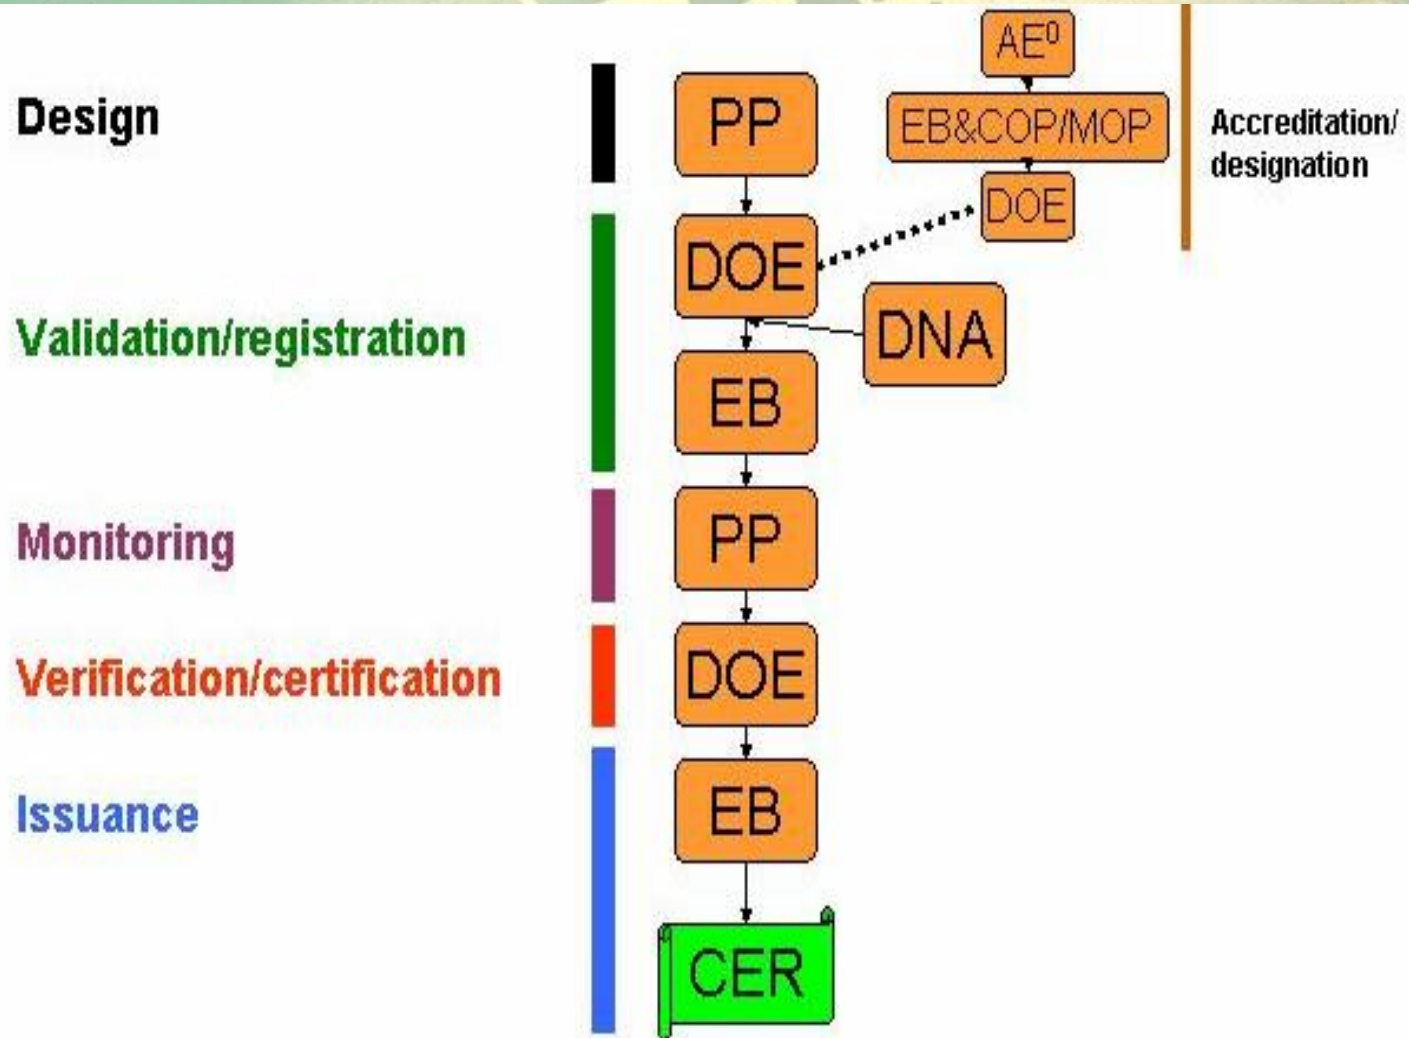 AE⁰
Design
PP
EB&COP/MOP
Accreditation/
designation
DOE
DOE
Validation/registration
DNA
EB
Monitoring
PP
Verification/certification
DOE
Issuance
EB
CER